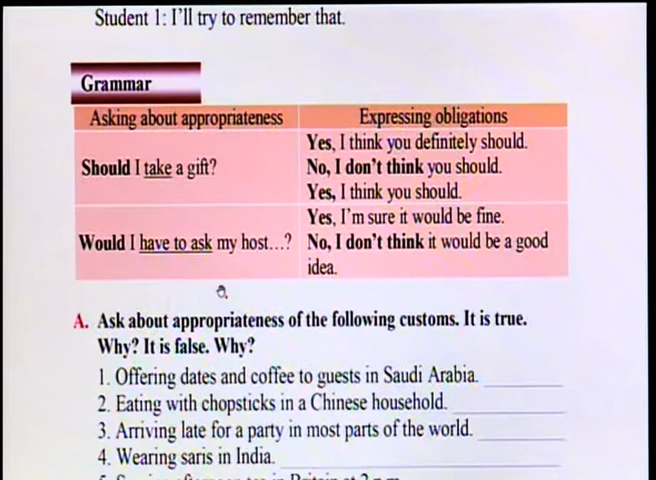 Student 1: I'll try to remember that.
Grammar
Asking about appropriateness
Expressing obligations
Should I take a gift?
Yes, I think you definitely should.
No, I don't think you should.
Yes, I think you should.
Would I have to ask my host...?
Yes, I'm sure it would be fine.
No, I don't think it would be a good
idea.
A. Ask about appropriateness of the following customs. It is true.
Why? It is false. Why?
1. Offering dates and coffee to guests in Saudi Arabia.
2. Eating with chopsticks in a Chinese household.
3. Arriving late for a party in most parts of the world.
4. Wearing saris in India.